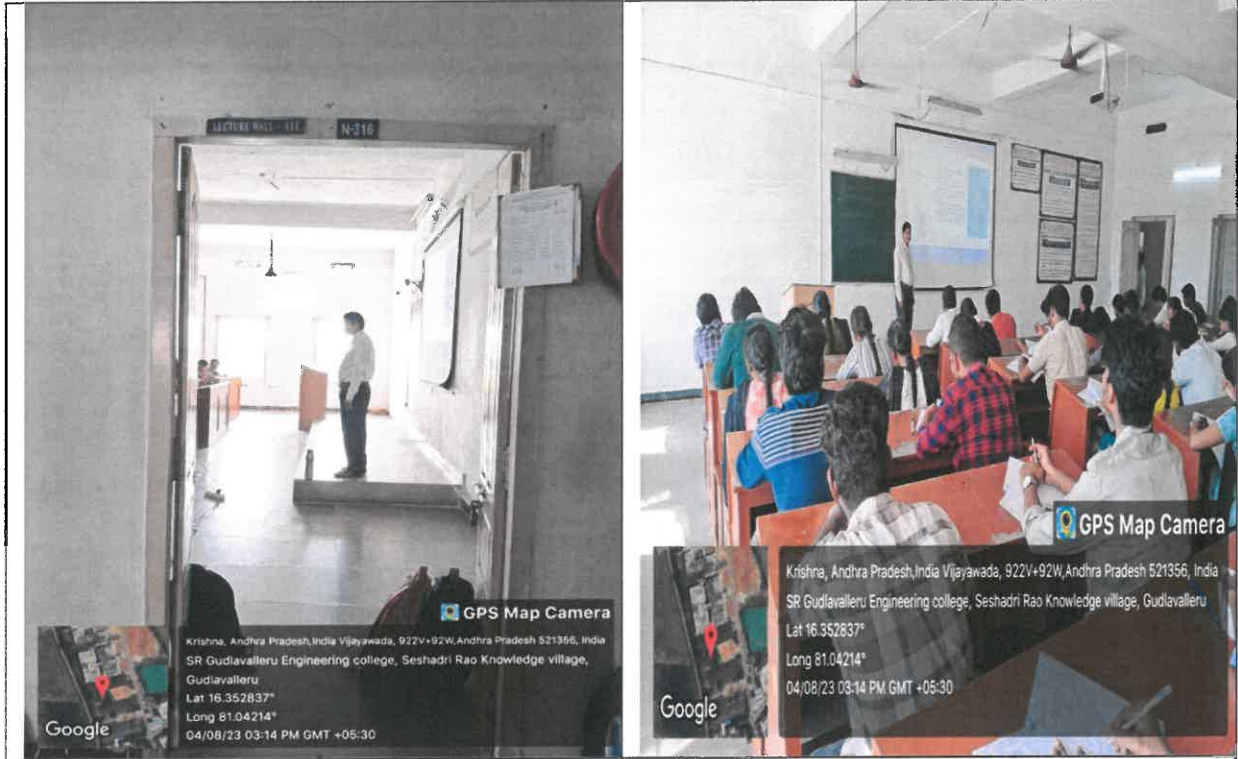 LECTURE HALL - III
N-316
GPS Map Camera
Krishna, Andhra Pradesh,India Vijayawada, 922V+92W,Andhra Pradesh 521356, India
SR Gudlavalleru Engineering college, Seshadri Rao Knowledge village,
Gudlavalleru
Lat 16.352837°
Long 81.04214°
04/08/23 03:14 PM GMT +05:30
Google
GPS Map Camera
Krishna, Andhra Pradesh,India Vijayawada, 922V+92W,Andhra Pradesh 521356, India
SR Gudlavalleru Engineering college, Seshadri Rao Knowledge village, Gudlavalleru
Lat 16.352837°
Long 81.04214°
04/08/23 03:14 PM GMT +05:30
Google